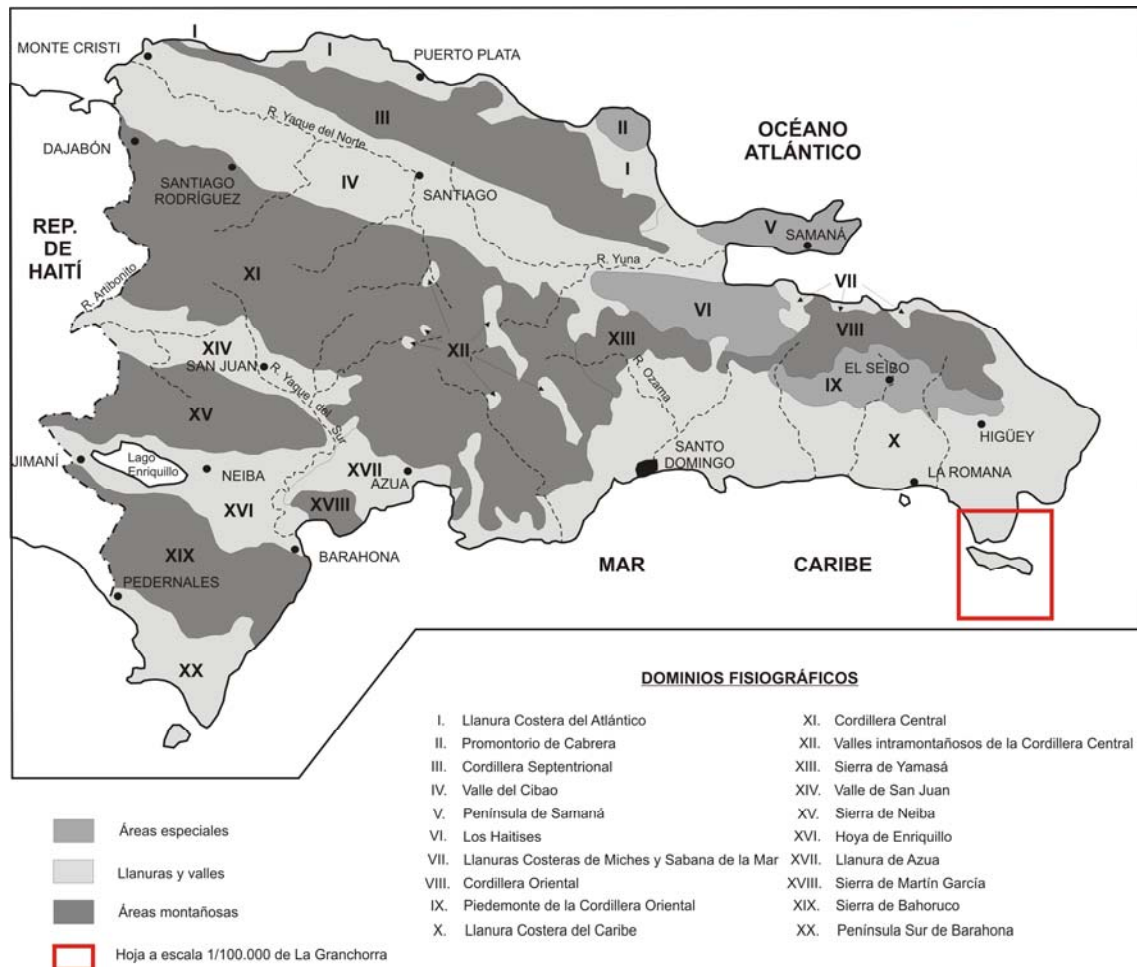 I
I
MONTE CRISTI
PUERTO PLATA
III
II
OCÉANO
ATLÁNTICO
R. Yaque del Norte
DAJABÓN
I
SANTIAGO
RODRÍGUEZ
IV
SANTIAGO
REP.
DE
HAITÍ
V
SAMANÁ
R. Yuna
XI
VII
R. Artibonito
VI
VIII
XIII
XII
XIV
SAN JUAN
EL SEIBO
IX
R. Ozama
R. Yaque del Sur
XV
X
HIGÜEY
JIMANÍ
Lago
Enriquillo
NEIBA
XVII
AZUA
SANTO
DOMINGO
LA ROMANA
XVI
XVIII
XIX
BARAHONA
MAR
CARIBE
PEDERNALES
XX
DOMINIOS FISIOGRÁFICOS
I. Llanura Costera del Atlántico
II. Promontorio de Cabrera
III. Cordillera Septentrional
IV. Valle del Cibao
V. Península de Samaná
VI. Los Haitises
VII. Llanuras Costeras de Miches y Sabana de la Mar
VIII. Cordillera Oriental
IX. Piedemonte de la Cordillera Oriental
X. Llanura Costera del Caribe
XI. Cordillera Central
XII. Valles intramontañosos de la Cordillera Central
XIII. Sierra de Yamasá
XIV. Valle de San Juan
XV. Sierra de Neiba
XVI. Hoya de Enriquillo
XVII. Llanura de Azua
XVIII. Sierra de Martín García
XIX. Sierra de Bahoruco
XX. Península Sur de Barahona
Áreas especiales
Llanuras y valles
Áreas montañosas
Hoja a escala 1/100.000 de La Granchorra